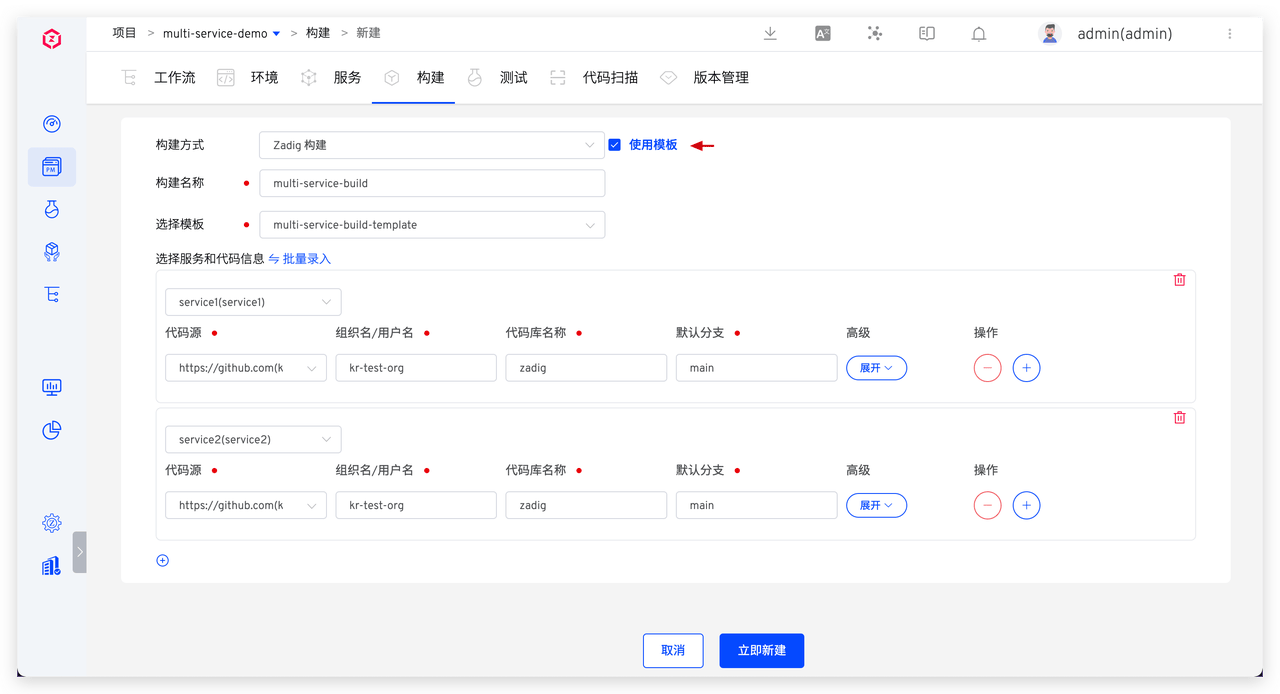 项目 > multi-service-demo > 构建 > 新建
admin(admin)
工作流 环境 服务 构建 测试 代码扫描 版本管理
构建方式 Zadig 构建 使用模板
构建名称 multi-service-build
选择模板 multi-service-build-template
选择服务和代码信息 批量录入
service1(service1)
代码源 组织名/用户名 代码库名称 默认分支 高级 操作
https://github.com(k kr-test-org zadig main 展开
service2(service2)
代码源 组织名/用户名 代码库名称 默认分支 高级 操作
https://github.com(k kr-test-org zadig main 展开
取消 立即新建
PM